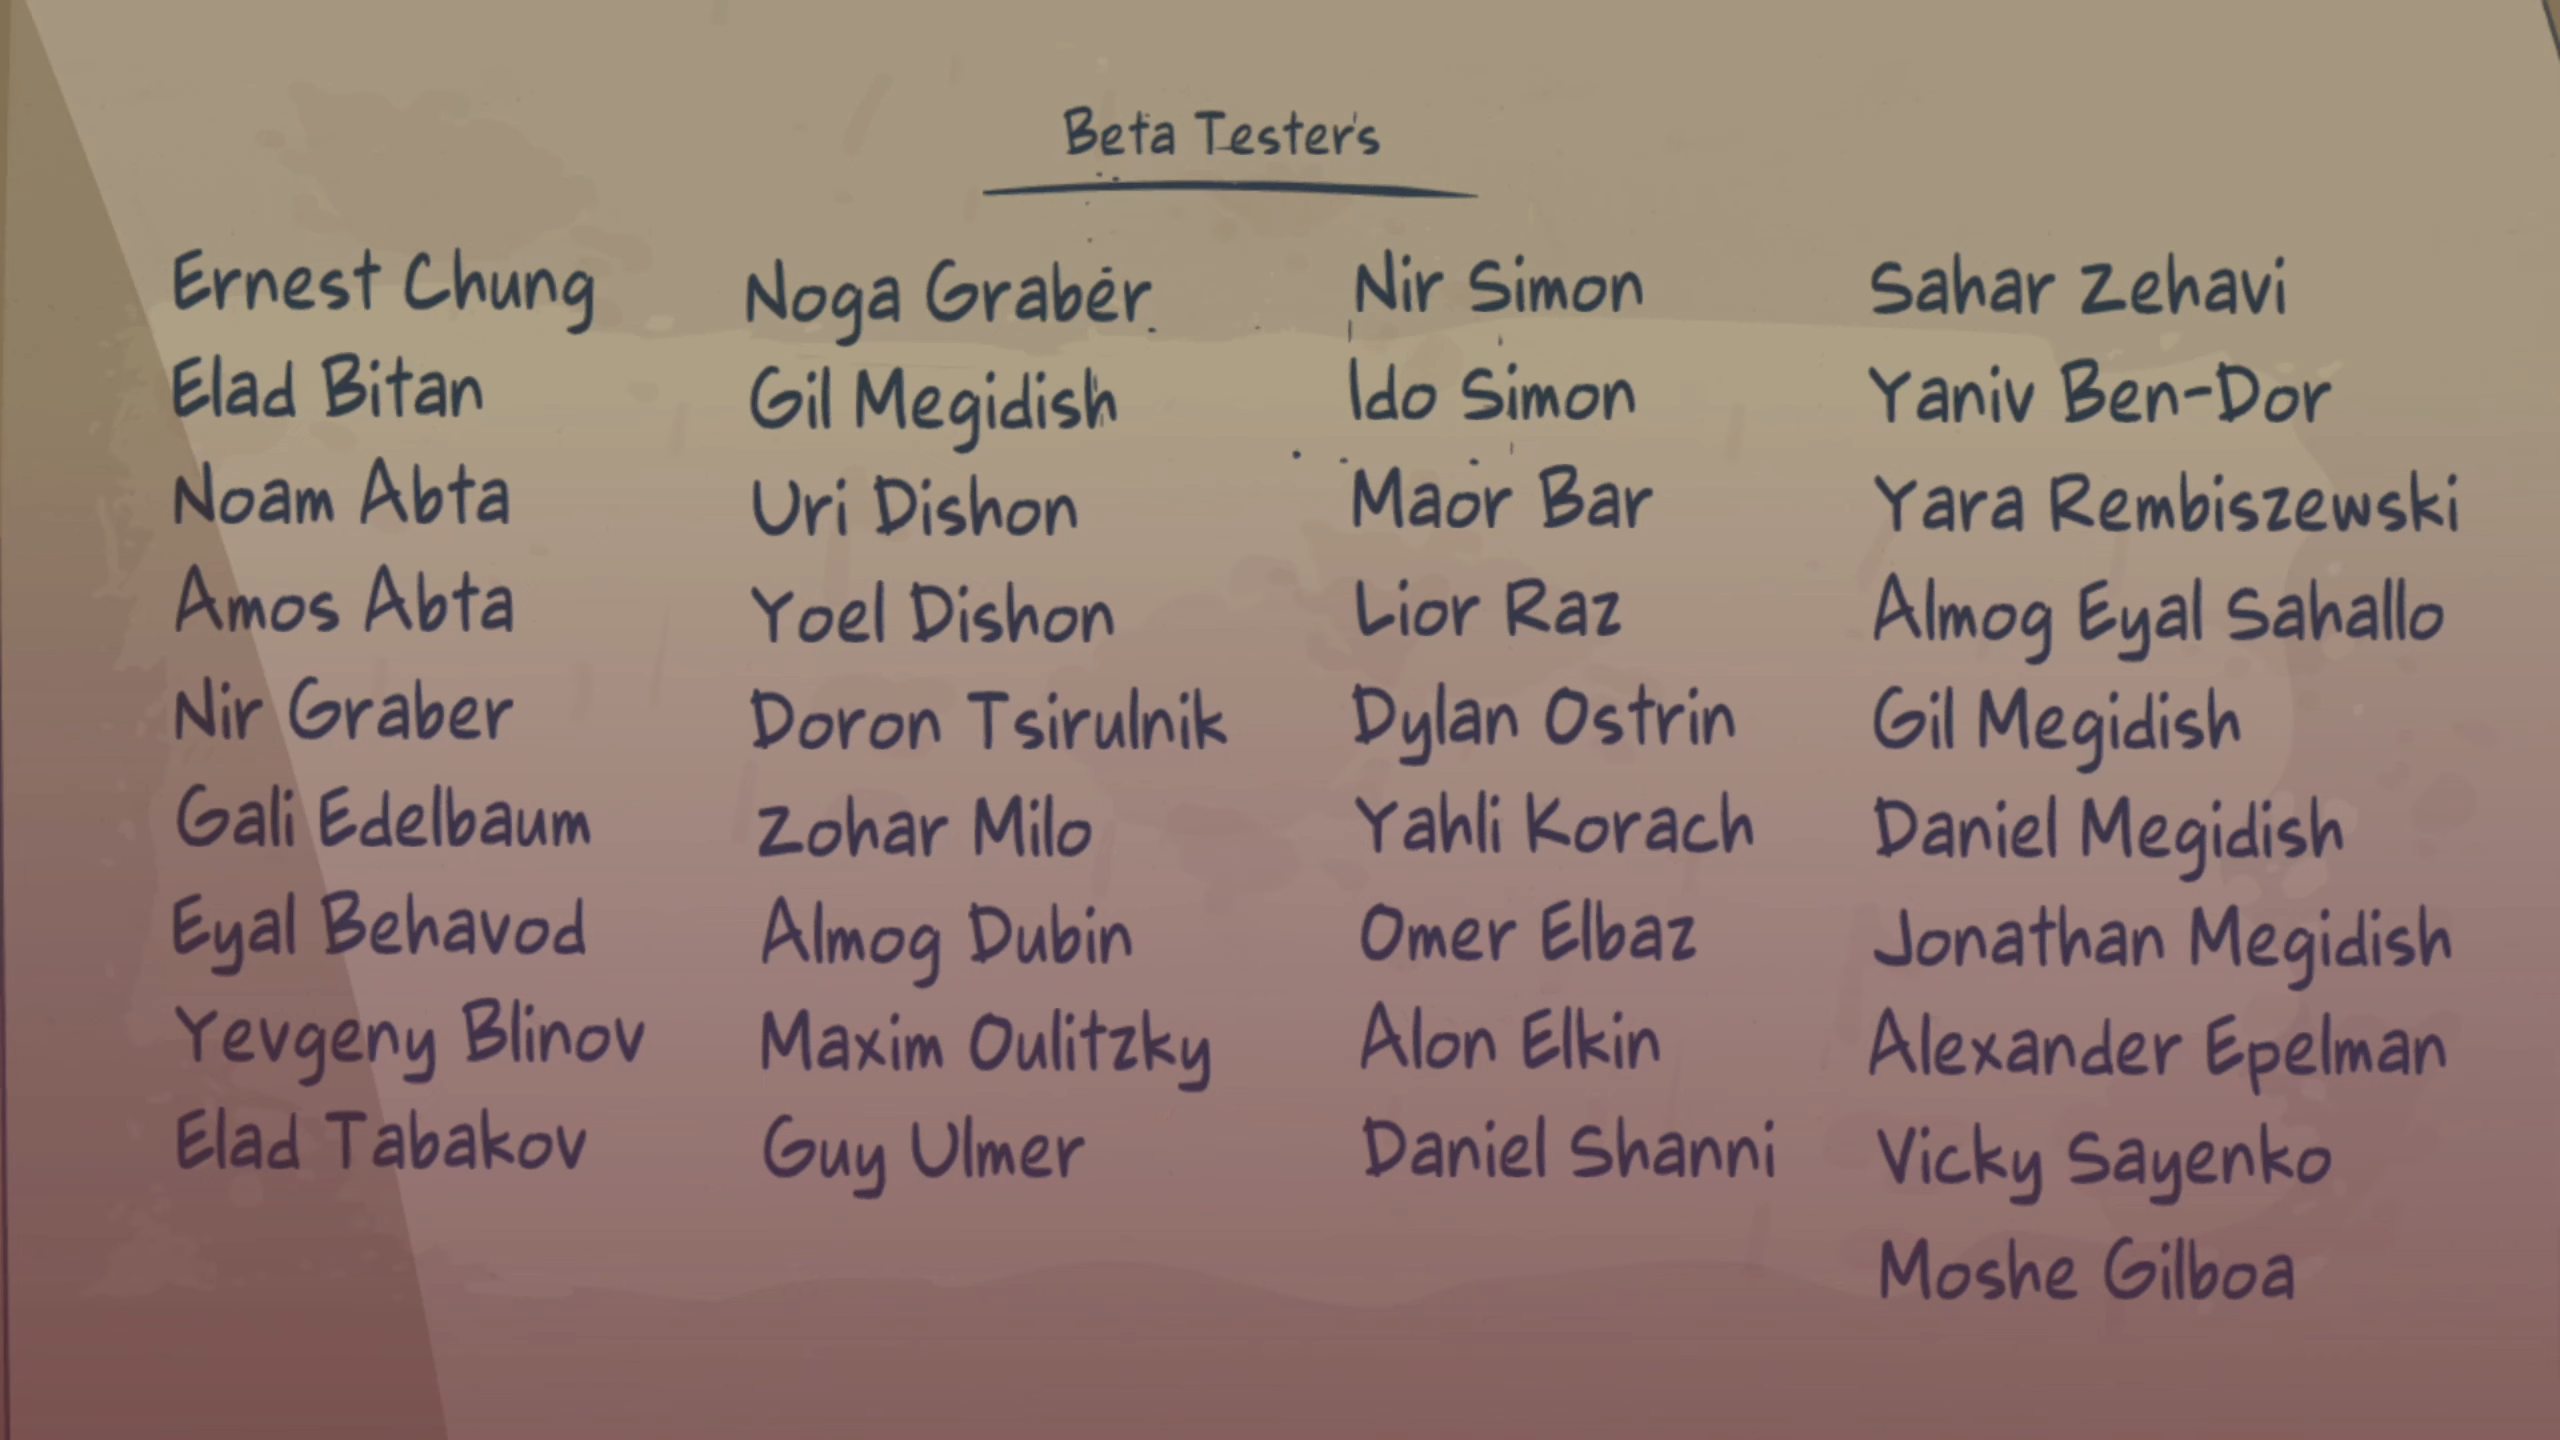 Beta Testers
Ernest Chung
Elad Bitan
Noam Abta
Amos Abta
Nir Graber
Gali Edelbaum
Eyal Behavod
Yevgeny Blinov
Elad Tabakov
Noga Graber
Gil Megidish
Uri Dishon
Yoel Dishon
Doron Tsirulnik
Zohar Milo
Almog Dubin
Maxim Oulitzky
Guy Ulmer
Nir Simon
Ido Simon
Maor Bar
Lior Raz
Dylan Ostrin
Yahli Korach
Omer Elbaz
Alon Elkin
Daniel Shanni
Sahar Zehavi
Yaniv Ben-Dor
Yara Rembiszewski
Almog Eyal Sahallo
Gil Megidish
Daniel Megidish
Jonathan Megidish
Alexander Epelman
Vicky Sayenko
Moshe Gilboa